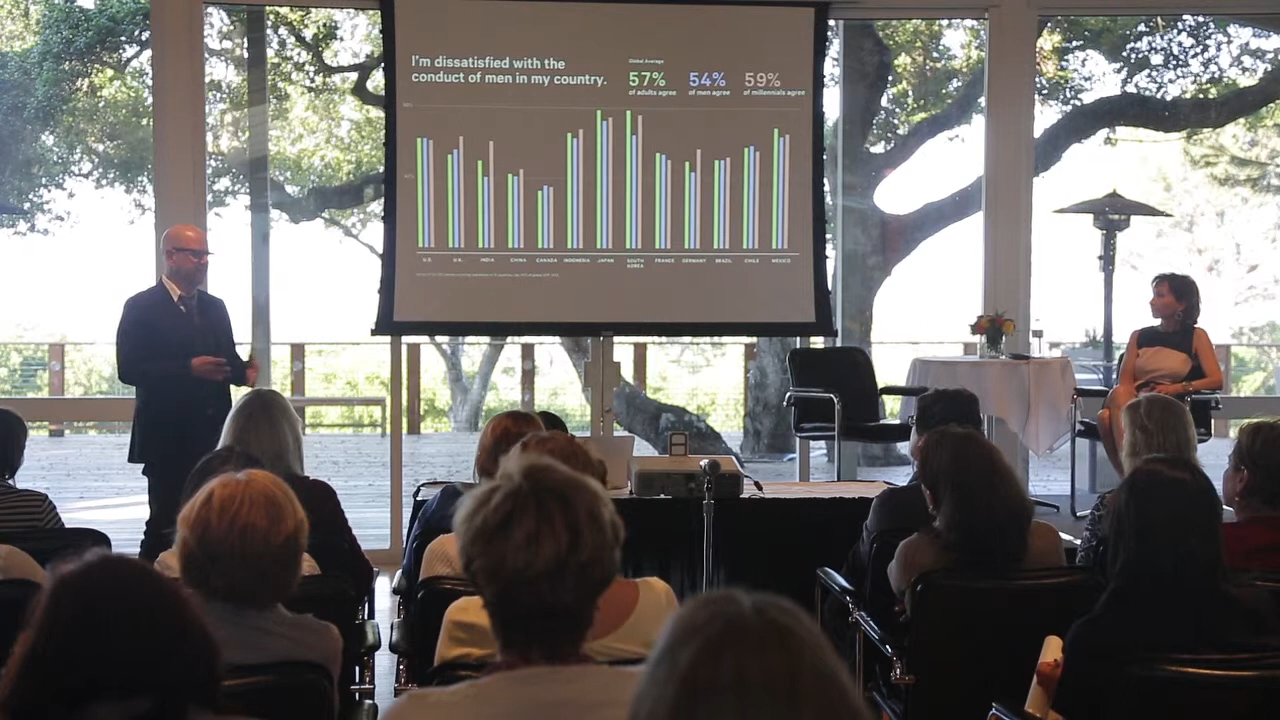 I'm dissatisfied with the
conduct of men in my country.
Global Average
57% 54% 59%
of adults agree of men agree of millennials agree
U.S. U.K. INDIA CHINA CANADA INDONESIA JAPAN SOUTH KOREA FRANCE GERMANY BRAZIL CHILE MEXICO